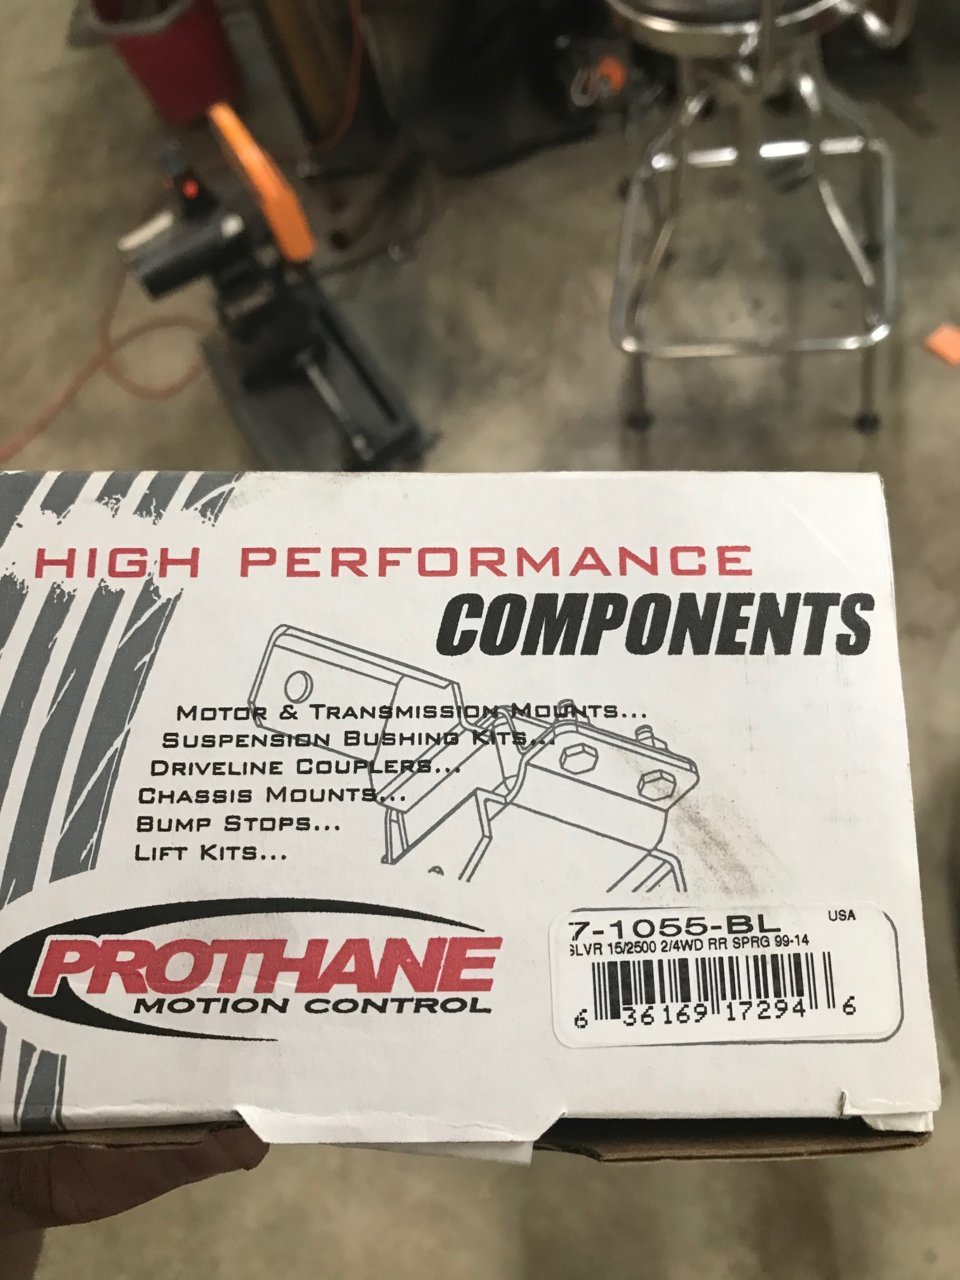 HIGH PERFORMANCE
COMPONENTS
MOTOR & TRANSMISSION MOUNTS...
SUSPENSION BUSHING KITS...
DRIVELINE COUPLERS...
CHASSIS MOUNTS...
BUMP STOPS...
LIFT KITS...
PROTHANE
MOTION CONTROL
7-1055-BL
USA
SLVR 15/2500 2/4WD RR SPRG 99-14
6 36169 17294 6